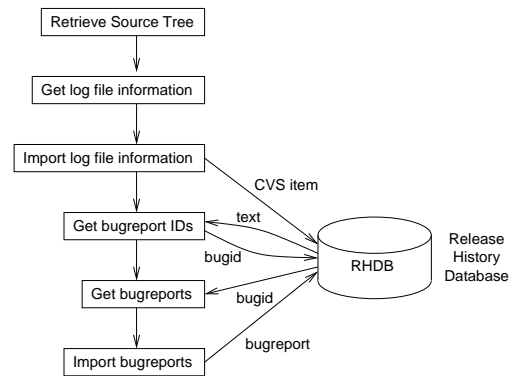 Retrieve Source Tree
Get log file information
Import log file information
CVS item
text
Get bugreport IDs
bugid
RHDB
Release
History
Database
Get bugreports
bugid
bugreport
Import bugreports